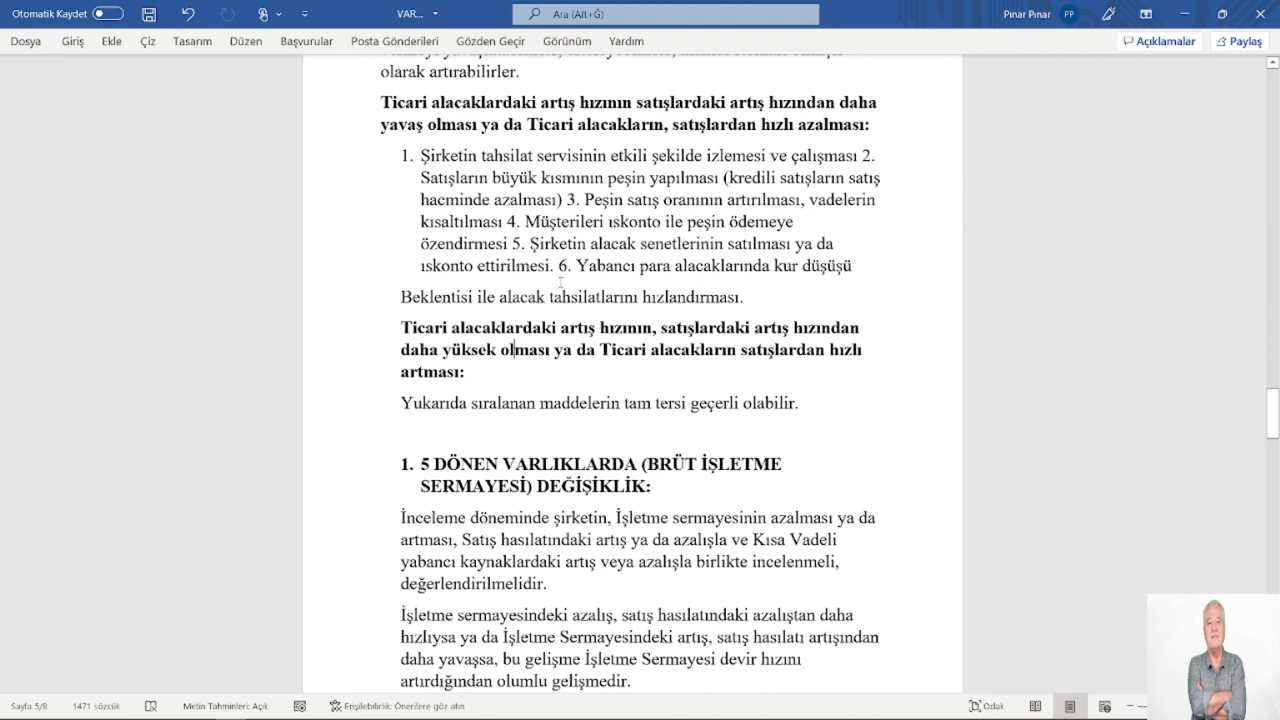 Otomatik Kaydet
VAR...
Ara (Alt+Ğ)
Pınar Pınar
PP
Dosya Giriş Ekle Çiz Tasarım Düzen Başvurular Posta Gönderileri Gözden Geçir Görünüm Yardım
Açıklamalar
Paylaş
olarak artırabilirler.
Ticari alacaklardaki artış hızının satışlardaki artış hızından daha
yavaş olması ya da Ticari alacakların, satışlardan hızlı azalması:
1. Şirketin tahsilat servisinin etkili şekilde izlemesi ve çalışması 2.
Satışların büyük kısmının peşin yapılması (kredili satışların satış
hacminde azalması) 3. Peşin satış oranının artırılması, vadelerin
kısaltılması 4. Müşterileri ıskonto ile peşin ödemeye
özendirmesi 5. Şirketin alacak senetlerinin satılması ya da
ıskonto ettirilmesi. 6. Yabancı para alacaklarında kur düşüşü
Beklentisi ile alacak tahsilatlarını hızlandırması.
Ticari alacaklardaki artış hızının, satışlardaki artış hızından
daha yüksek olması ya da Ticari alacakların satışlardan hızlı
artması:
Yukarıda sıralanan maddelerin tam tersi geçerli olabilir.
1. 5 DÖNEN VARLIKLARDA (BRÜT İŞLETME
SERMAYESİ) DEĞİŞİKLİK:
İnceleme döneminde şirketin, İşletme sermayesinin azalması ya da
artması, Satış hasılatındaki artış ya da azalışla ve Kısa Vadeli
yabancı kaynaklardaki artış veya azalışla birlikte incelenmeli,
değerlendirilmelidir.
İşletme sermayesindeki azalış, satış hasılatındaki azalıştan daha
hızlıysa ya da İşletme Sermayesindeki artış, satış hasılatı artışından
daha yavaşsa, bu gelişme İşletme Sermayesi devir hızını
artırdığından olumlu gelişmedir.
Sayfa 5/8
1471 sözcük
Metin Tahminleri: Açık
Erişilebilirlik: Önerilere göz atın
Odak